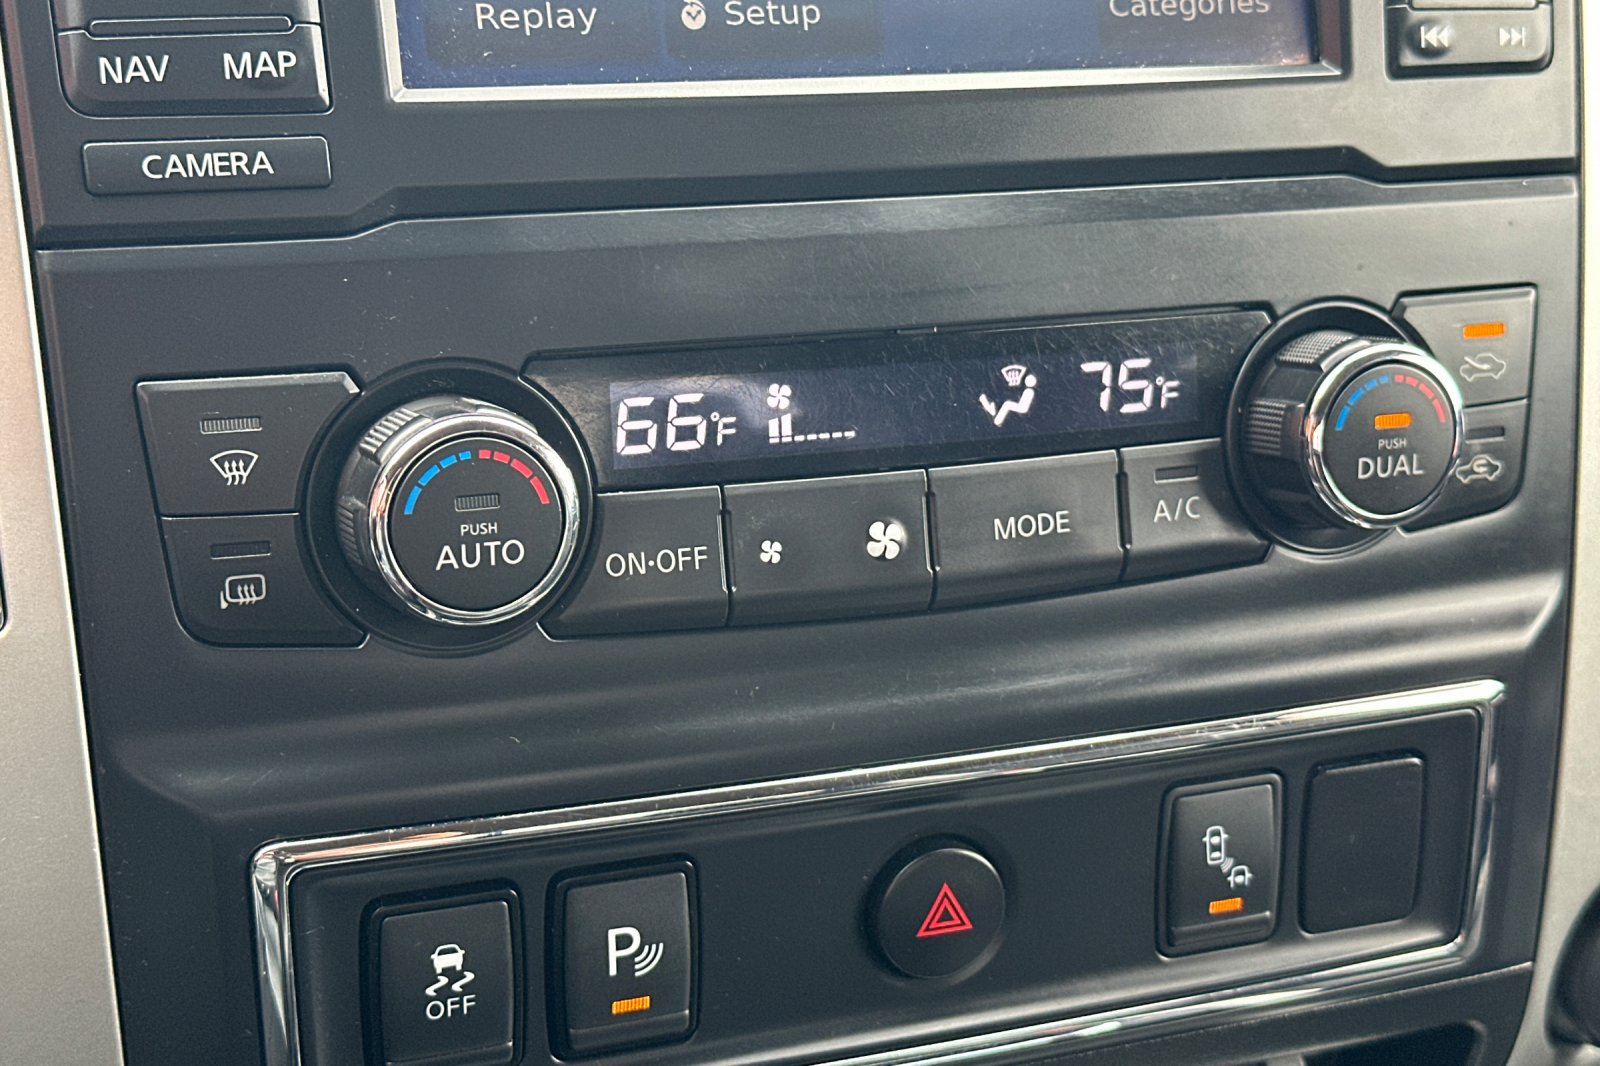 Replay
Setup
Categories
NAV
MAP
CAMERA
66°F
75°F
PUSH
AUTO
ON•OFF
MODE
A/C
PUSH
DUAL
OFF
P